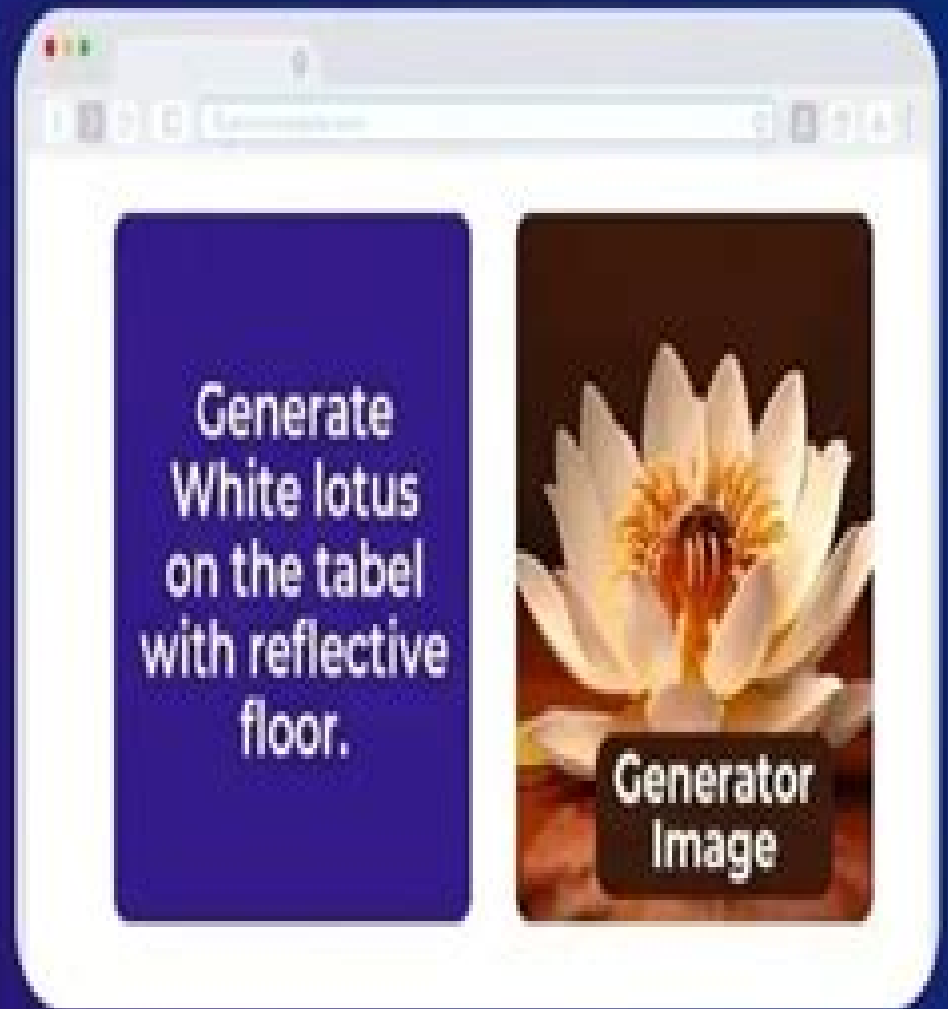 Generate
White lotus
on the tabel
with reflective
floor.
Generator
Image